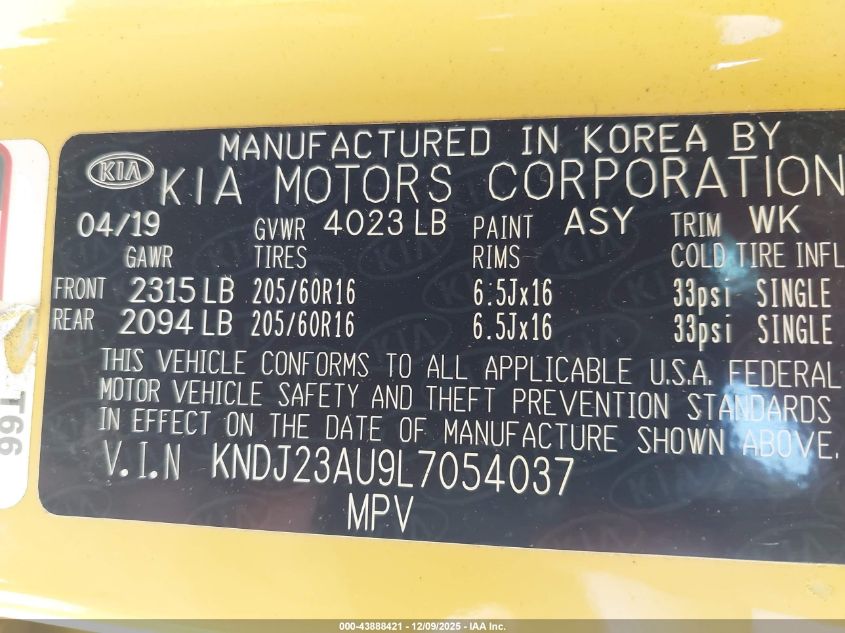 MANUFACTURED IN KOREA BY
KIA KIA MOTORS CORPORATION
04/19 GVWR 4023 LB PAINT ASY TRIM WK
GAWR TIRES RIMS COLD TIRE INFL
FRONT 2315 LB 205/60R16 6.5Jx16 33psi SINGLE
REAR 2094 LB 205/60R16 6.5Jx16 33psi SINGLE
THIS VEHICLE CONFORMS TO ALL APPLICABLE U.S.A. FEDERAL
MOTOR VEHICLE SAFETY AND THEFT PREVENTION STANDARDS
IN EFFECT ON THE DATE OF MANUFACTURE SHOWN ABOVE.
V.I.N KNDJ23AU9L7054037
MPV
T66
000-43888421 - 12/09/2025 - IAA Inc.